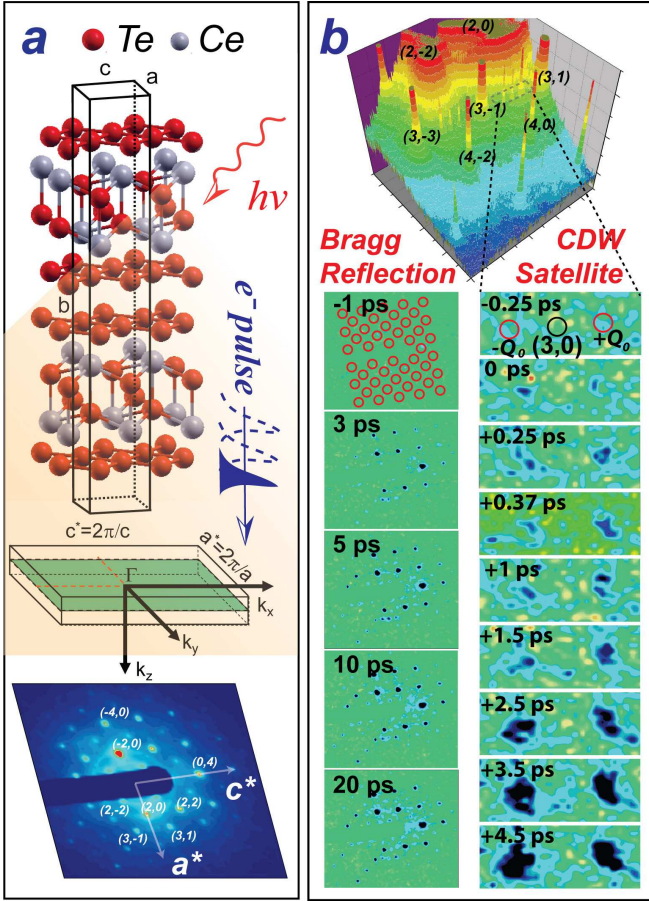 a
Te
Ce
c
a
hν
b
e⁻ pulse
c*=2π/c
a*=2π/a
Γ
kx
ky
kz
(-4,0)
(-2,0)
(0,4)
c*
(2,-2)
(2,0)
(2,2)
(3,-1)
(3,1)
a*
b
(2,0)
(2,-2)
(3,1)
(3,-1)
(3,-3)
(4,0)
(4,-2)
Bragg
Reflection
CDW
Satellite
-1 ps
3 ps
5 ps
10 ps
20 ps
-0.25 ps
-Q₀ (3,0) +Q₀
0 ps
+0.25 ps
+0.37 ps
+1 ps
+1.5 ps
+2.5 ps
+3.5 ps
+4.5 ps